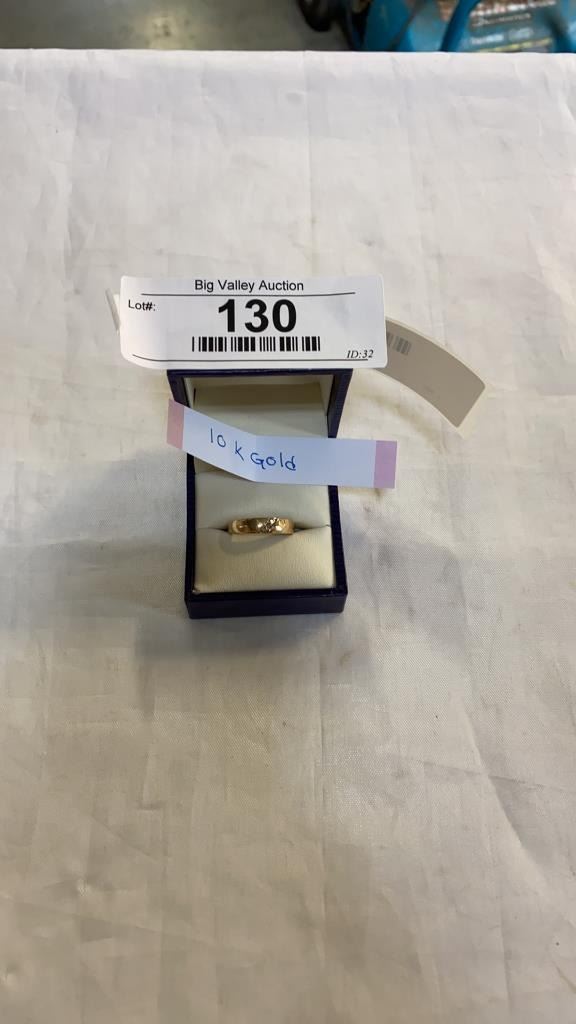 Big Valley Auction
Lot#:
130
ID:32
10 K Gold